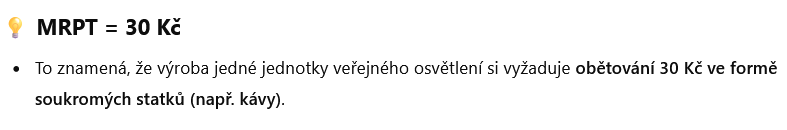 💡 MRPT = 30 Kč
• To znamená, že výroba jedné jednotky veřejného osvětlení si vyžaduje obětování 30 Kč ve formě
soukromých statků (např. kávy).